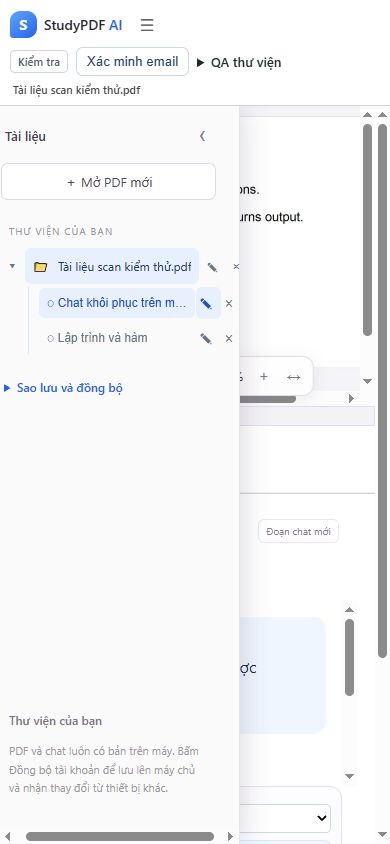 S StudyPDF AI
Kiểm tra Xác minh email QA thư viện
Tài liệu scan kiểm thử.pdf
Tài liệu
+ Mở PDF mới
ons.
urns output.
THƯ VIỆN CỦA BẠN
Tài liệu scan kiểm thử.pdf
Chat khôi phục trên m...
Lập trình và hàm
% +
Sao lưu và đồng bộ
Đoạn chat mới
ợc
Thư viện của bạn
PDF và chat luôn có bản trên máy. Bấm
Đồng bộ tài khoản để lưu lên máy chủ
và nhận thay đổi từ thiết bị khác.